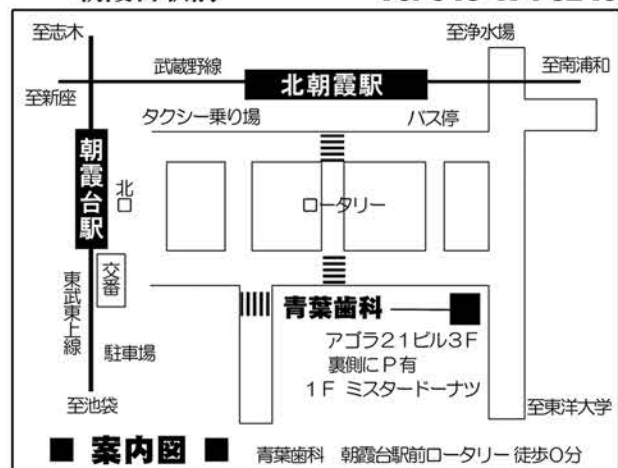 至志木
至浄水場
武蔵野線
北朝霞駅
至南浦和
至新座
タクシー乗り場
バス停
朝霞台駅
北口
ロータリー
交番
東武東上線
青葉歯科
アゴラ21ビル3F
裏側にP有
1F ミスタードーナツ
駐車場
至池袋
至東洋大学
■ 案内図 ■
青葉歯科 朝霞台駅前ロータリー 徒歩0分